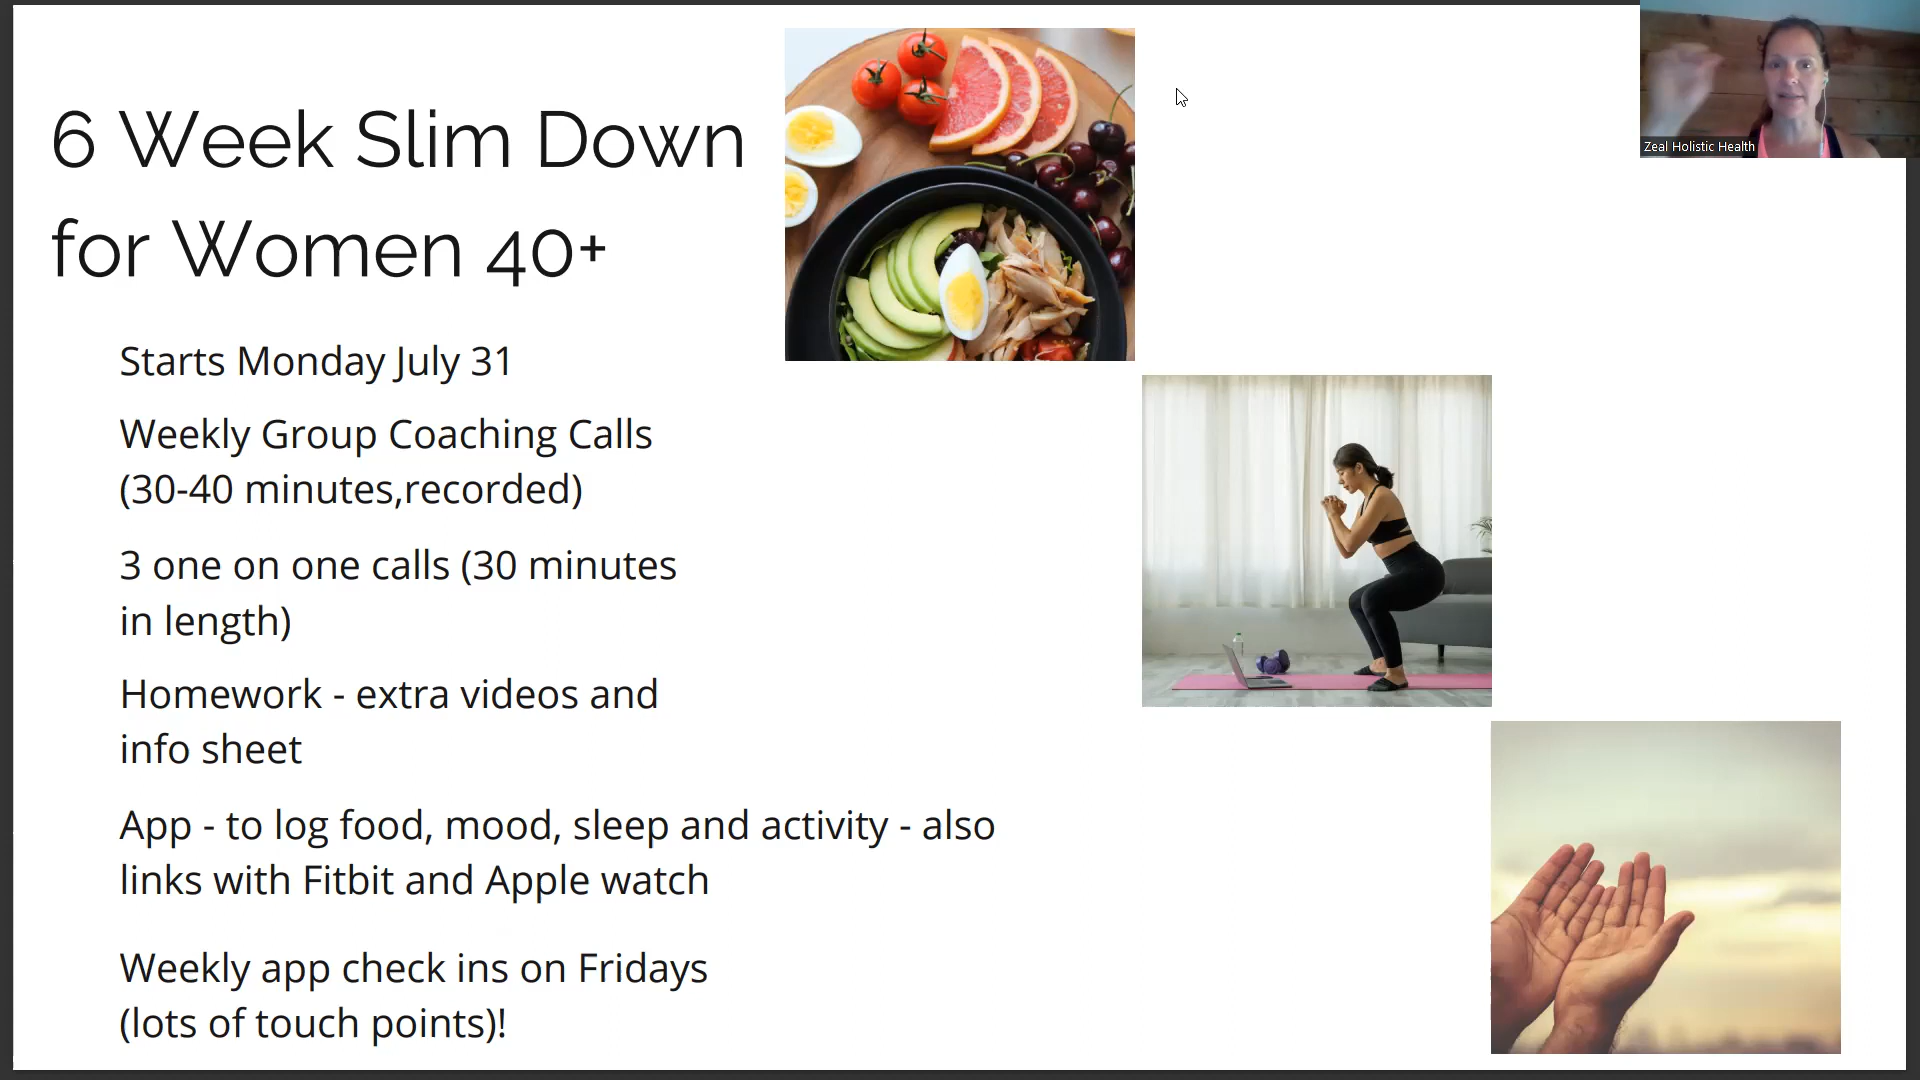 6 Week Slim Down
for Women 40+
Starts Monday July 31
Weekly Group Coaching Calls
(30-40 minutes,recorded)
3 one on one calls (30 minutes
in length)
Homework - extra videos and
info sheet
App - to log food, mood, sleep and activity - also
links with Fitbit and Apple watch
Weekly app check ins on Fridays
(lots of touch points)!
Zeal Holistic Health